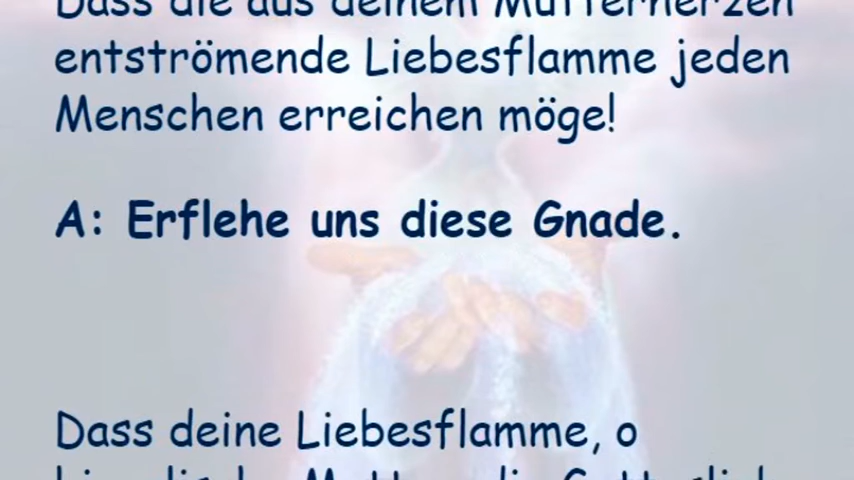 Dass die aus deinem Mutterherzen
entströmende Liebesflamme jeden
Menschen erreichen möge!
A: Erflehe uns diese Gnade.
Dass deine Liebesflamme, o